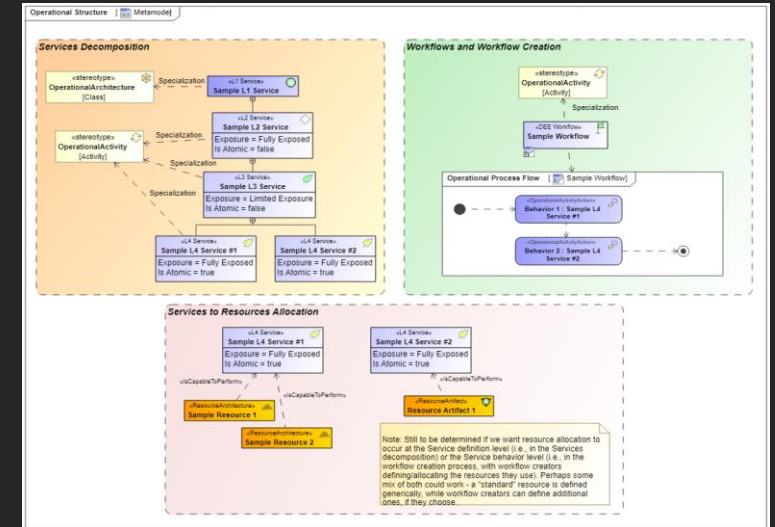 Operational Structure [ Metamode]
Services Decomposition
«stereotype»
OperationalArchitecture
[Class]
Specialization
«L1 Service»
Sample L1 Service
«L2 Service»
Sample L2 Service
Exposure = Fully Exposed
Is Atomic = false
«stereotype»
OperationalActivity
[Activity]
Specialization
Specialization
Specialization
«L3 Service»
Sample L3 Service
Exposure = Limited Exposure
Is Atomic = false
«L4 Service»
Sample L4 Service #1
Exposure = Fully Exposed
Is Atomic = true
«L4 Service»
Sample L4 Service #2
Exposure = Fully Exposed
Is Atomic = true
Workflows and Workflow Creation
«stereotype»
OperationalActivity
[Activity]
Specialization
«DEE Workflow»
Sample Workflow
Operational Process Flow [ Sample Workflow]
«OperationalActivityAction»
Behavior 1 : Sample L4
Service #1
«OperationalActivityAction»
Behavior 2 : Sample L4
Service #2
Services to Resources Allocation
«L4 Service»
Sample L4 Service #1
Exposure = Fully Exposed
Is Atomic = true
«L4 Service»
Sample L4 Service #2
Exposure = Fully Exposed
Is Atomic = true
«IsCapableToPerform»
«IsCapableToPerform»
«IsCapableToPerform»
«ResourceArchitecture»
Sample Resource 1
«ResourceArchitecture»
Sample Resource 2
«ResourceArtifact»
Resource Artifact 1
Note: Still to be determined if we want resource allocation to
occur at the Service definition level (i.e., in the Services
decomposition) or the Service behavior level (i.e., in the
workflow creation process, with workflow creators
defining/allocating the resources they use). Perhaps some
mix of both could work - a "standard" resource is defined
generically, while workflow creators can define additional
ones, if they choose.